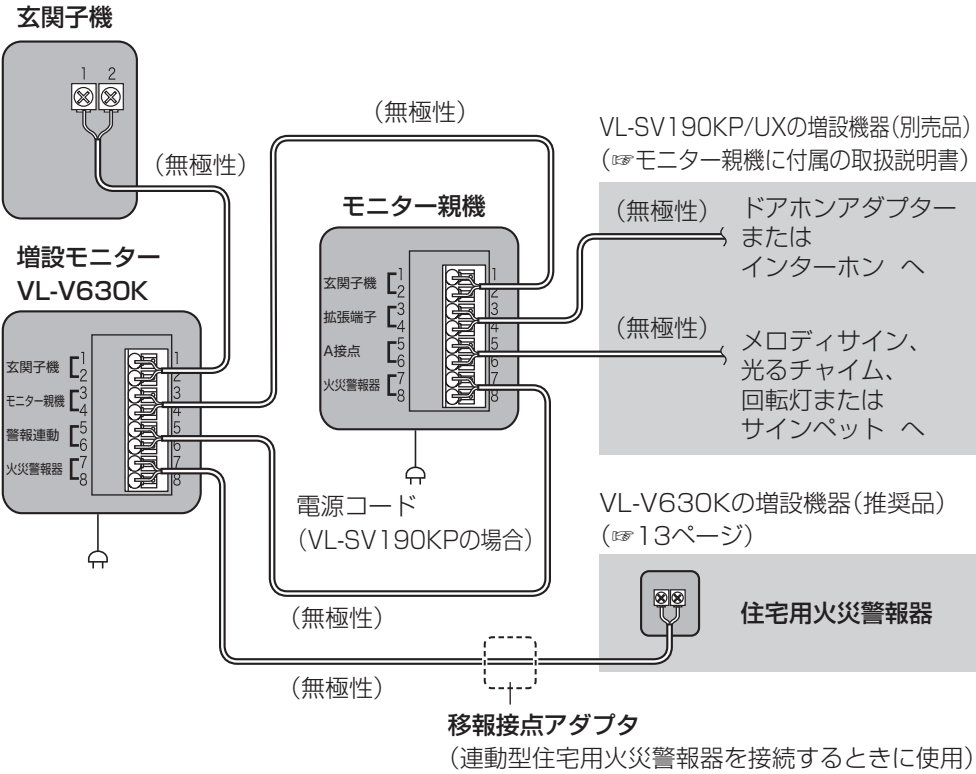 玄関子機
1 2
(無極性)
(無極性)
VL-SV190KP/UXの増設機器(別売品)
(☞モニター親機に付属の取扱説明書)
モニター親機
玄関子機 1 2
拡張端子 3 4
A接点 5 6
火災警報器 7 8
1
2
3
4
5
6
7
8
(無極性)
ドアホンアダプター
または
インターホン へ
(無極性)
メロディサイン、
光るチャイム、
回転灯または
サインペット へ
増設モニター
VL-V630K
玄関子機 1 2
モニター親機 3 4
警報連動 5 6
火災警報器 7 8
1
2
3
4
5
6
7
8
電源コード
(VL-SV190KPの場合)
VL-V630Kの増設機器(推奨品)
(☞13ページ)
住宅用火災警報器
(無極性)
(無極性)
移報接点アダプタ
(連動型住宅用火災警報器を接続するときに使用)